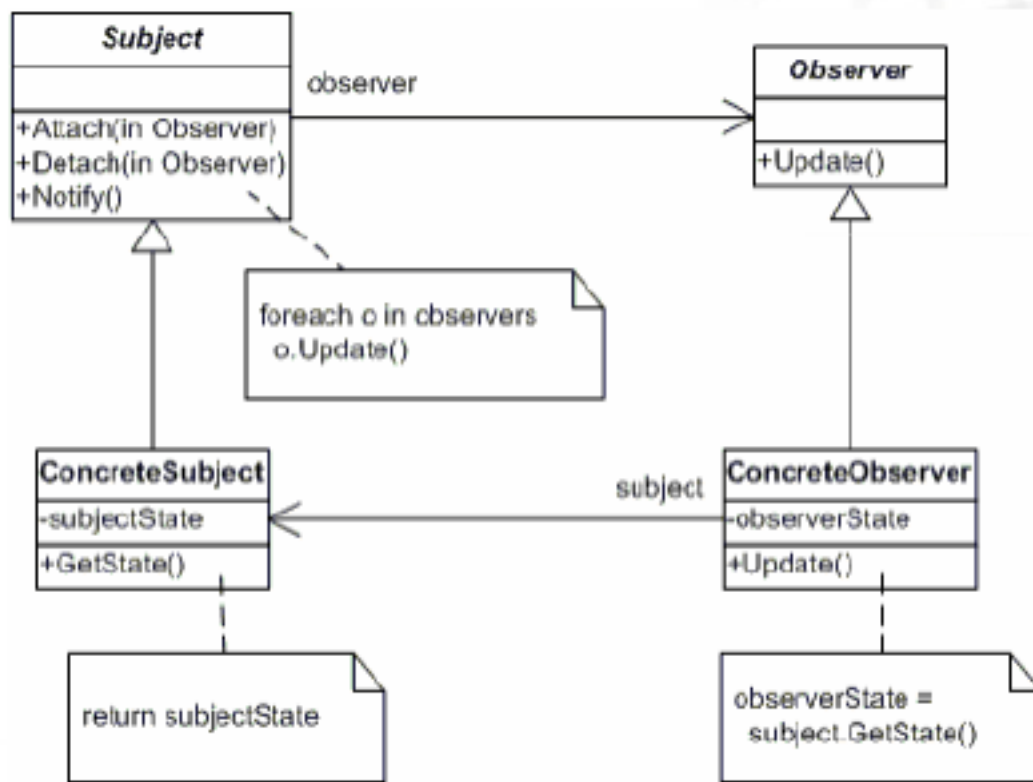 Subject
+Attach(in Observer)
+Detach(in Observer)
+Notify()
observer
Observer
+Update()
foreach o in observers
o.Update()
ConcreteSubject
-subjectState
+GetState()
subject
ConcreteObserver
-observerState
+Update()
return subjectState
observerState =
subject.GetState()